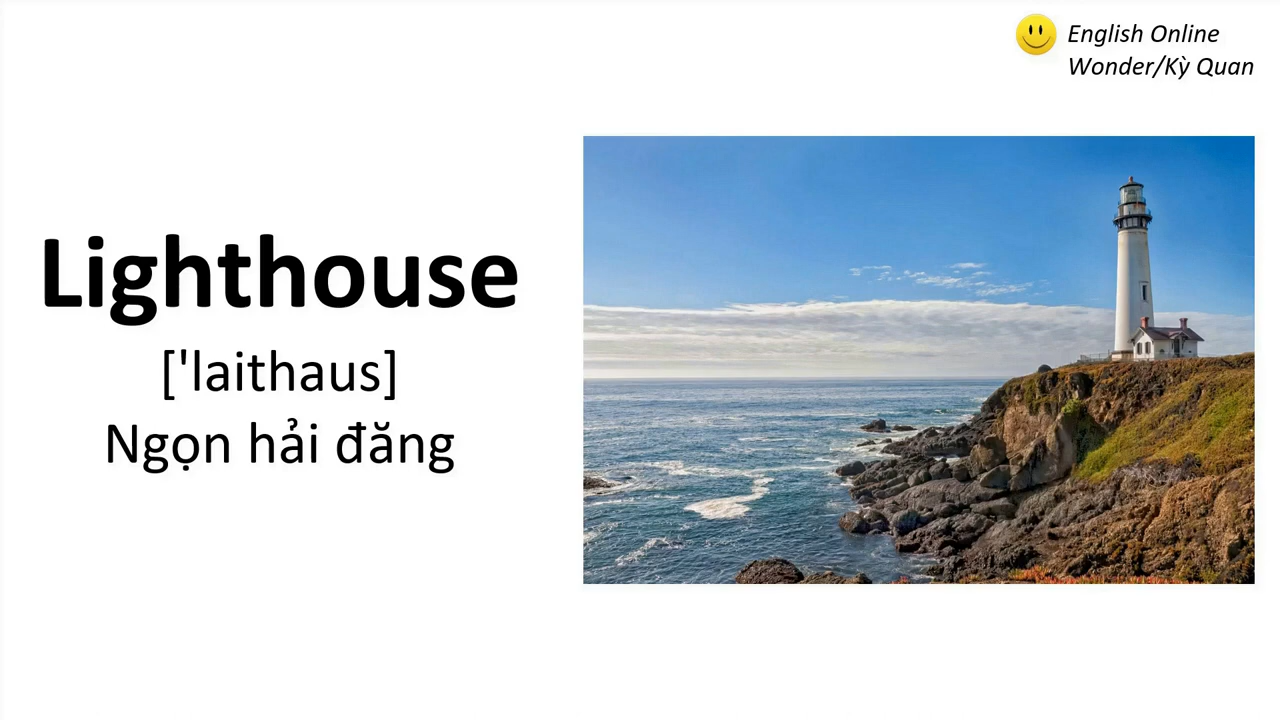 English Online
Wonder/Kỳ Quan
Lighthouse
['laithaus]
Ngọn hải đăng